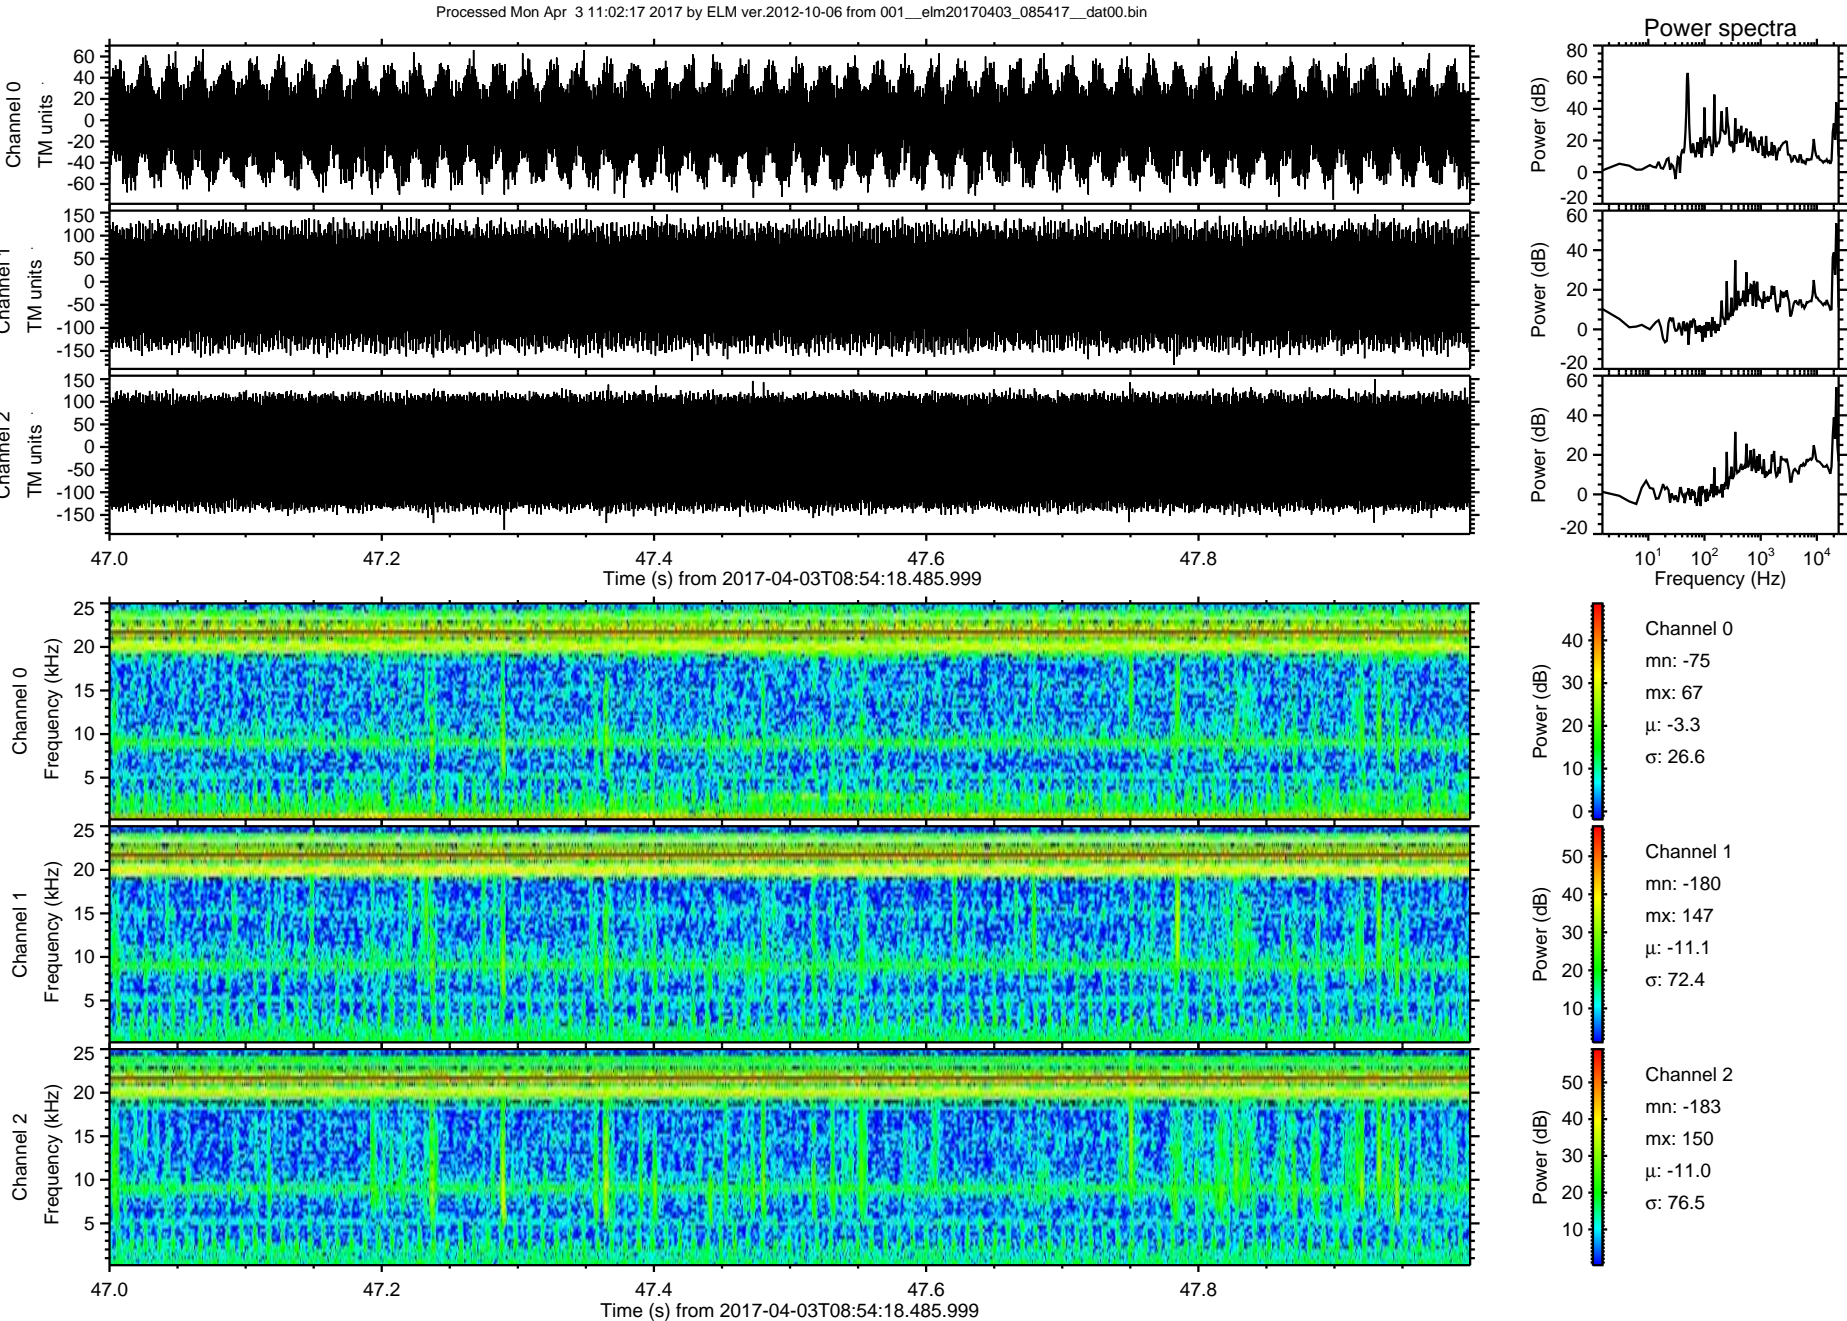 Processed Mon Apr  3 11:02:17 2017 by ELM ver.2012-10-06 from 001__elm20170403_085417__dat00.bin
Power spectra
Channel 0
TM units
60
40
20
0
-20
-40
-60
Power (dB)
80
60
40
20
0
-20
Channel 1
TM units
150
100
50
0
-50
-100
-150
Power (dB)
60
40
20
0
-20
Channel 2
TM units
150
100
50
0
-50
-100
-150
Power (dB)
60
40
20
0
-20
47.0 47.2 47.4 47.6 47.8
Time (s) from 2017-04-03T08:54:18.485.999
10¹ 10² 10³ 10⁴
Frequency (Hz)
Channel 0
Frequency (kHz)
25
20
15
10
5
Power (dB)
40
30
20
10
0
Channel 0
mn: -75
mx: 67
μ: -3.3
σ: 26.6
Channel 1
Frequency (kHz)
25
20
15
10
5
Power (dB)
50
40
30
20
10
Channel 1
mn: -180
mx: 147
μ: -11.1
σ: 72.4
Channel 2
Frequency (kHz)
25
20
15
10
5
Power (dB)
50
40
30
20
10
Channel 2
mn: -183
mx: 150
μ: -11.0
σ: 76.5
47.0 47.2 47.4 47.6 47.8
Time (s) from 2017-04-03T08:54:18.485.999